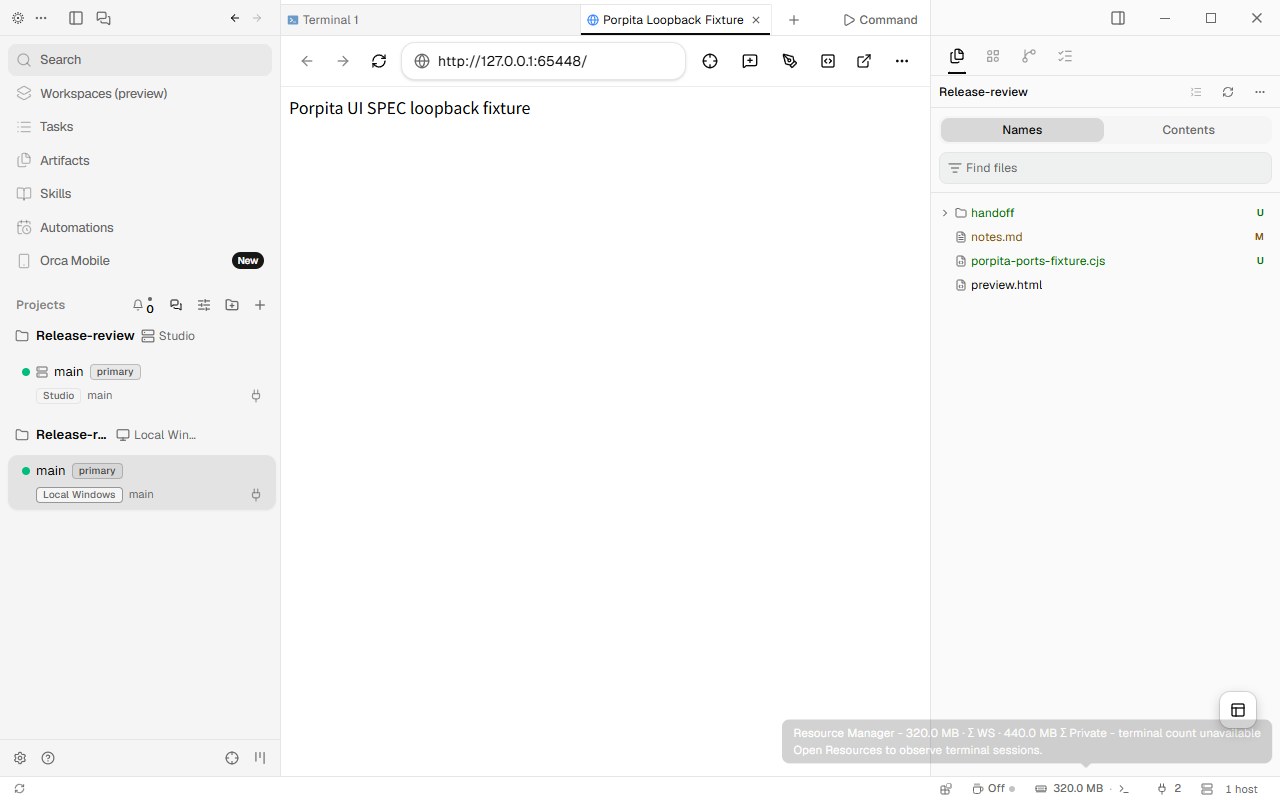 Terminal 1
Porpita Loopback Fixture
Command
Search
Workspaces (preview)
Tasks
Artifacts
Skills
Automations
Orca Mobile
New
Projects
0
Release-review
Studio
main
primary
Studio
main
Release-r...
Local Win...
main
primary
Local Windows
main
http://127.0.0.1:65448/
Porpita UI SPEC loopback fixture
Release-review
Names
Contents
Find files
handoff
U
notes.md
M
porpita-ports-fixture.cjs
U
preview.html
Resource Manager - 320.0 MB · Σ WS · 440.0 MB Σ Private - terminal count unavailable
Open Resources to observe terminal sessions.
Off
320.0 MB ·
2
1 host